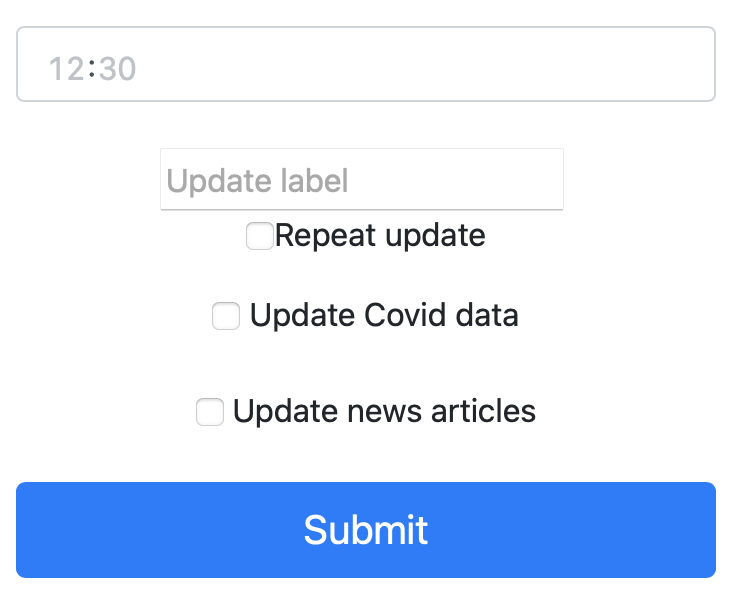 12:30
Update label
Repeat update
Update Covid data
Update news articles
Submit